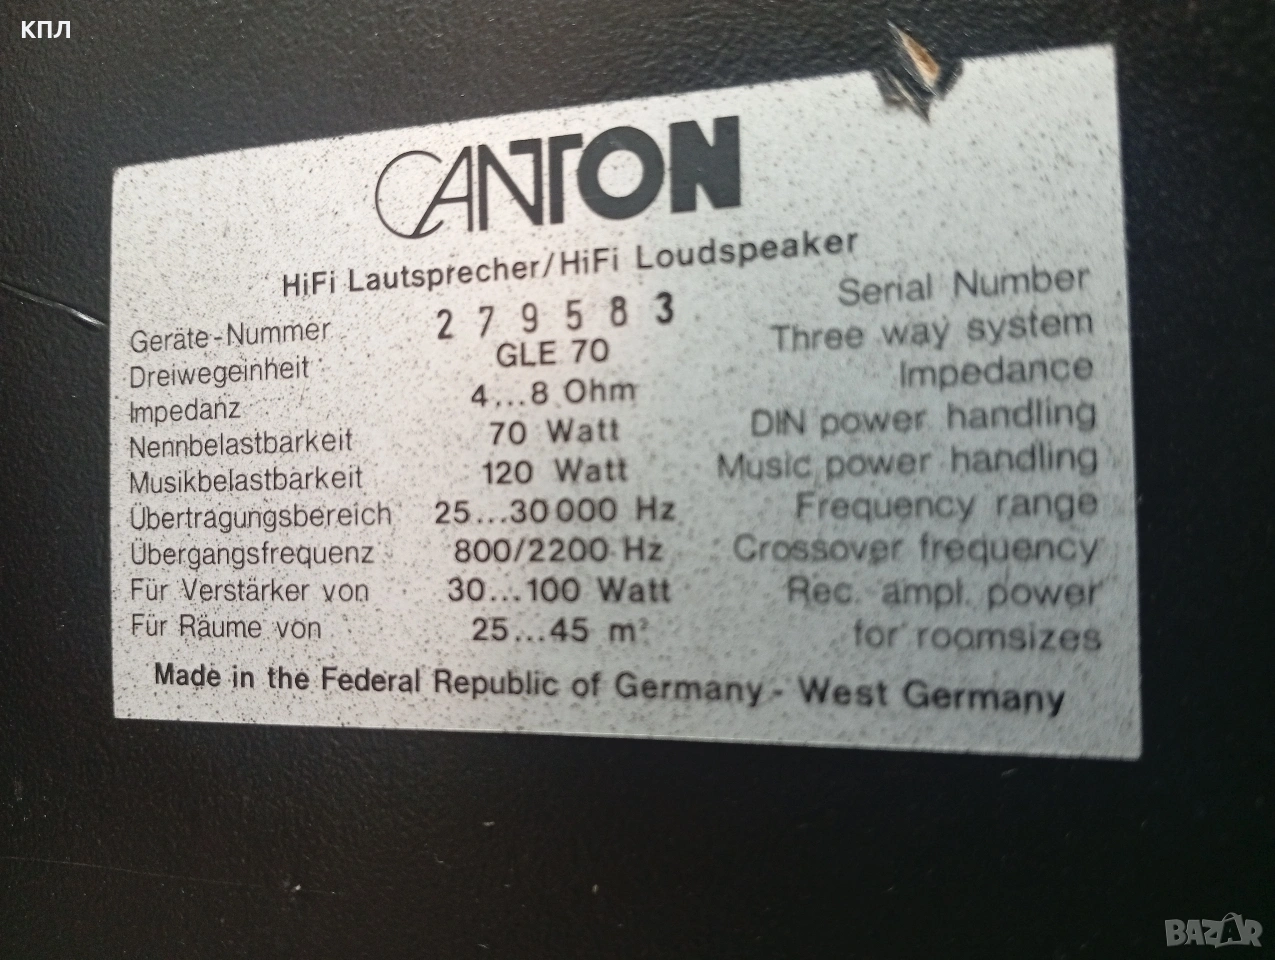 КПЛ
CANTON
HiFi Lautsprecher/HiFi Loudspeaker
Geräte-Nummer 279583 Serial Number
Dreiwegeinheit GLE 70 Three way system
Impedanz 4...8 Ohm Impedance
Nennbelastbarkeit 70 Watt DIN power handling
Musikbelastbarkeit 120 Watt Music power handling
Übertragungsbereich 25...30000 Hz Frequency range
Übergangsfrequenz 800/2200 Hz Crossover frequency
Für Verstärker von 30...100 Watt Rec. ampl. power
Für Räume von 25...45 m² for roomsizes
Made in the Federal Republic of Germany - West Germany
BAZAR